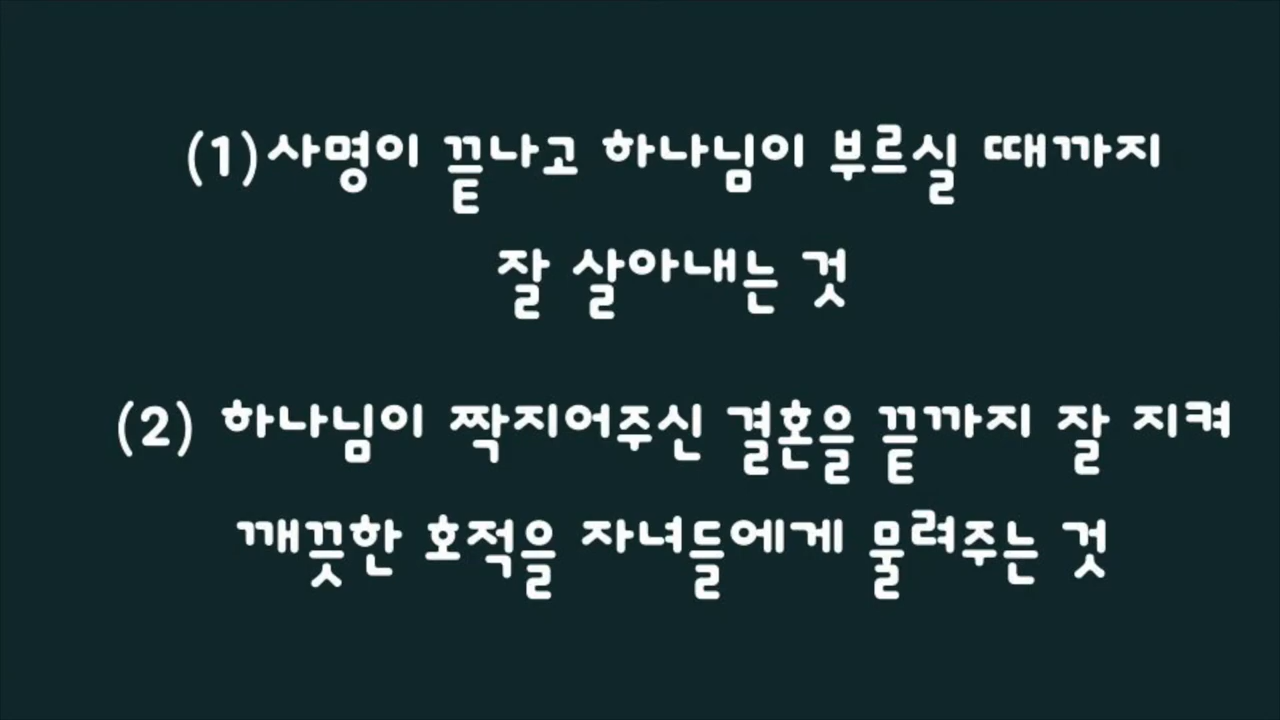 (1)사명이 끝나고 하나님이 부르실 때까지
잘 살아내는 것
(2) 하나님이 짝지어주신 결혼을 끝까지 잘 지켜
깨끗한 호적을 자녀들에게 물려주는 것